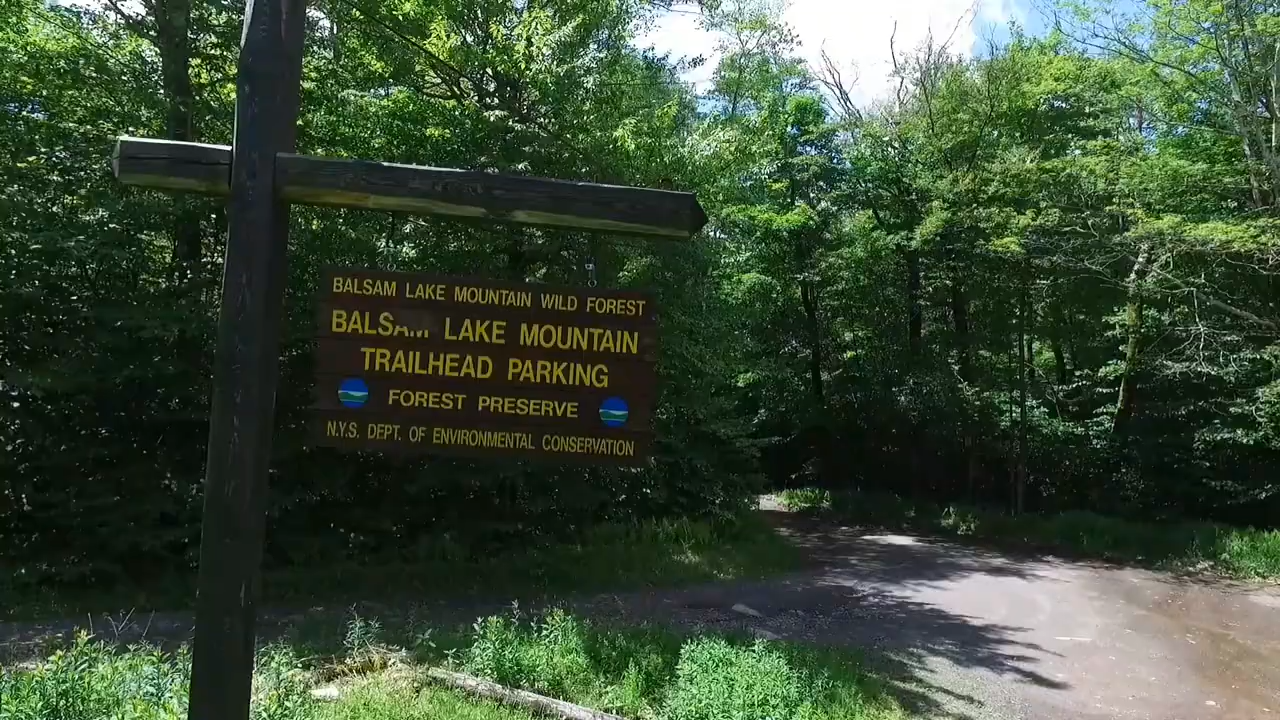 BALSAM LAKE MOUNTAIN WILD FOREST
BALSAM LAKE MOUNTAIN
TRAILHEAD PARKING
FOREST PRESERVE
N.Y.S. DEPT. OF ENVIRONMENTAL CONSERVATION